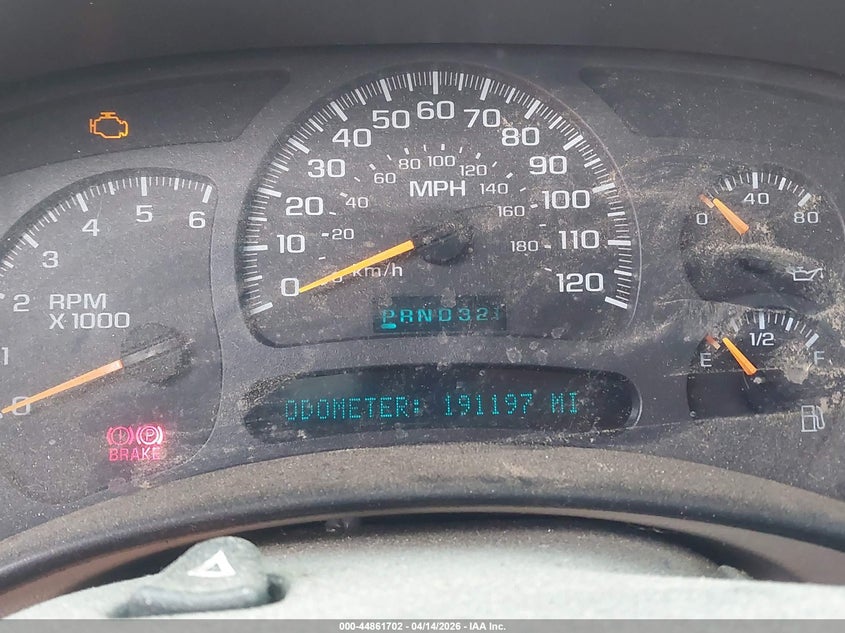 10 20 30 40 50 60 70 80 90 100 110 120
0
20 40 60 80 100 120 140 160 180
MPH
km/h
0 1 2 3 4 5 6
RPM
X1000
0 40 80
E 1/2 F
PRND321
ODOMETER: 191197 MI
BRAKE
000-44861702 - 04/14/2026 - IAA Inc.